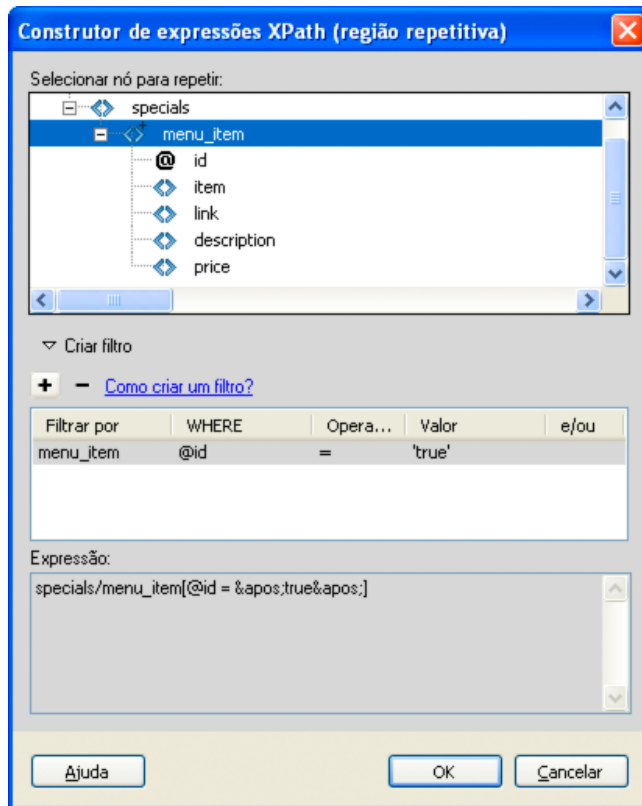 Construtor de expressões XPath (região repetitiva)
Selecionar nó para repetir:
specials
menu_item
@ id
item
link
description
price
Criar filtro
+ − Como criar um filtro?
Filtrar por WHERE Opera... Valor e/ou
menu_item @id = 'true'
Expressão:
specials/menu_item[@id = &apos;true&apos;]
Ajuda OK Cancelar